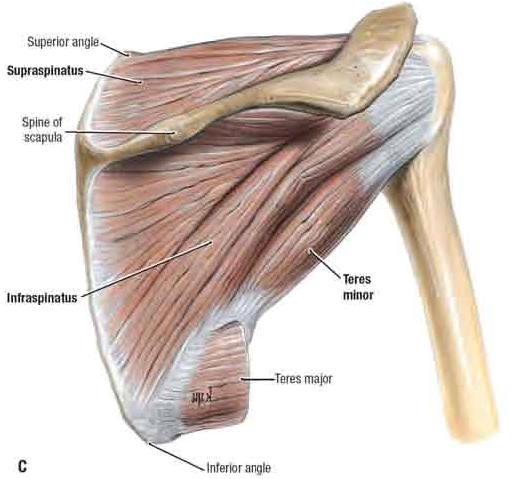 Superior angle
Supraspinatus
Spine of
scapula
Infraspinatus
Teres
minor
Teres major
Inferior angle
C